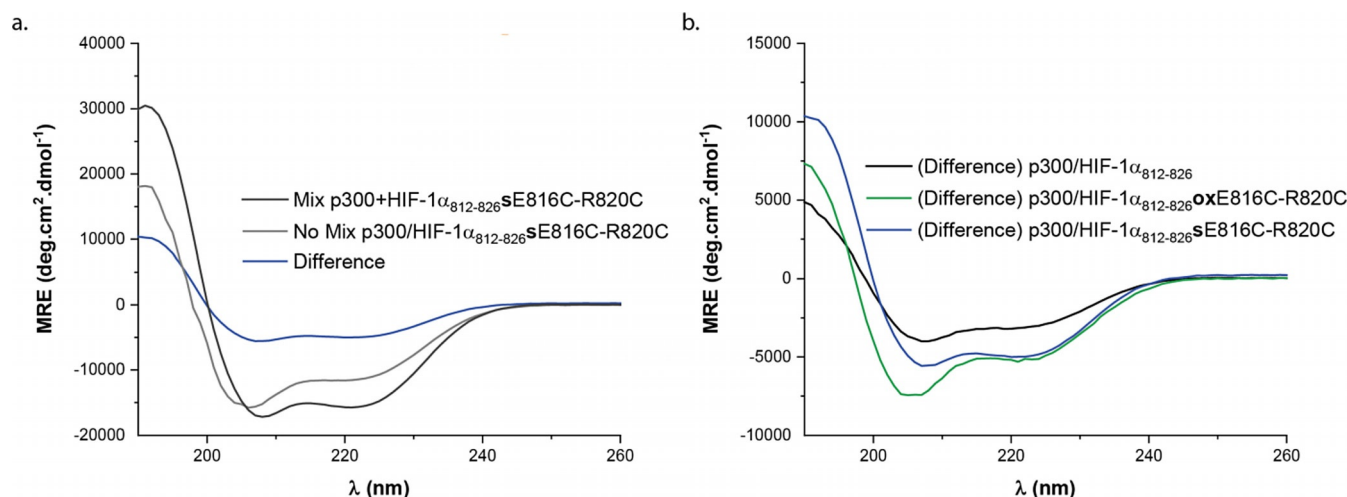 a.
40000
30000
20000
10000
0
-10000
-20000
MRE (deg.cm².dmol⁻¹)
Mix p300+HIF-1α₈₁₂₋₈₂₆sE816C-R820C
No Mix p300/HIF-1α₈₁₂₋₈₂₆sE816C-R820C
Difference
200
220
240
260
λ (nm)
b.
15000
10000
5000
0
-5000
-10000
MRE (deg.cm².dmol⁻¹)
(Difference) p300/HIF-1α₈₁₂₋₈₂₆
(Difference) p300/HIF-1α₈₁₂₋₈₂₆oxE816C-R820C
(Difference) p300/HIF-1α₈₁₂₋₈₂₆sE816C-R820C
200
220
240
260
λ (nm)